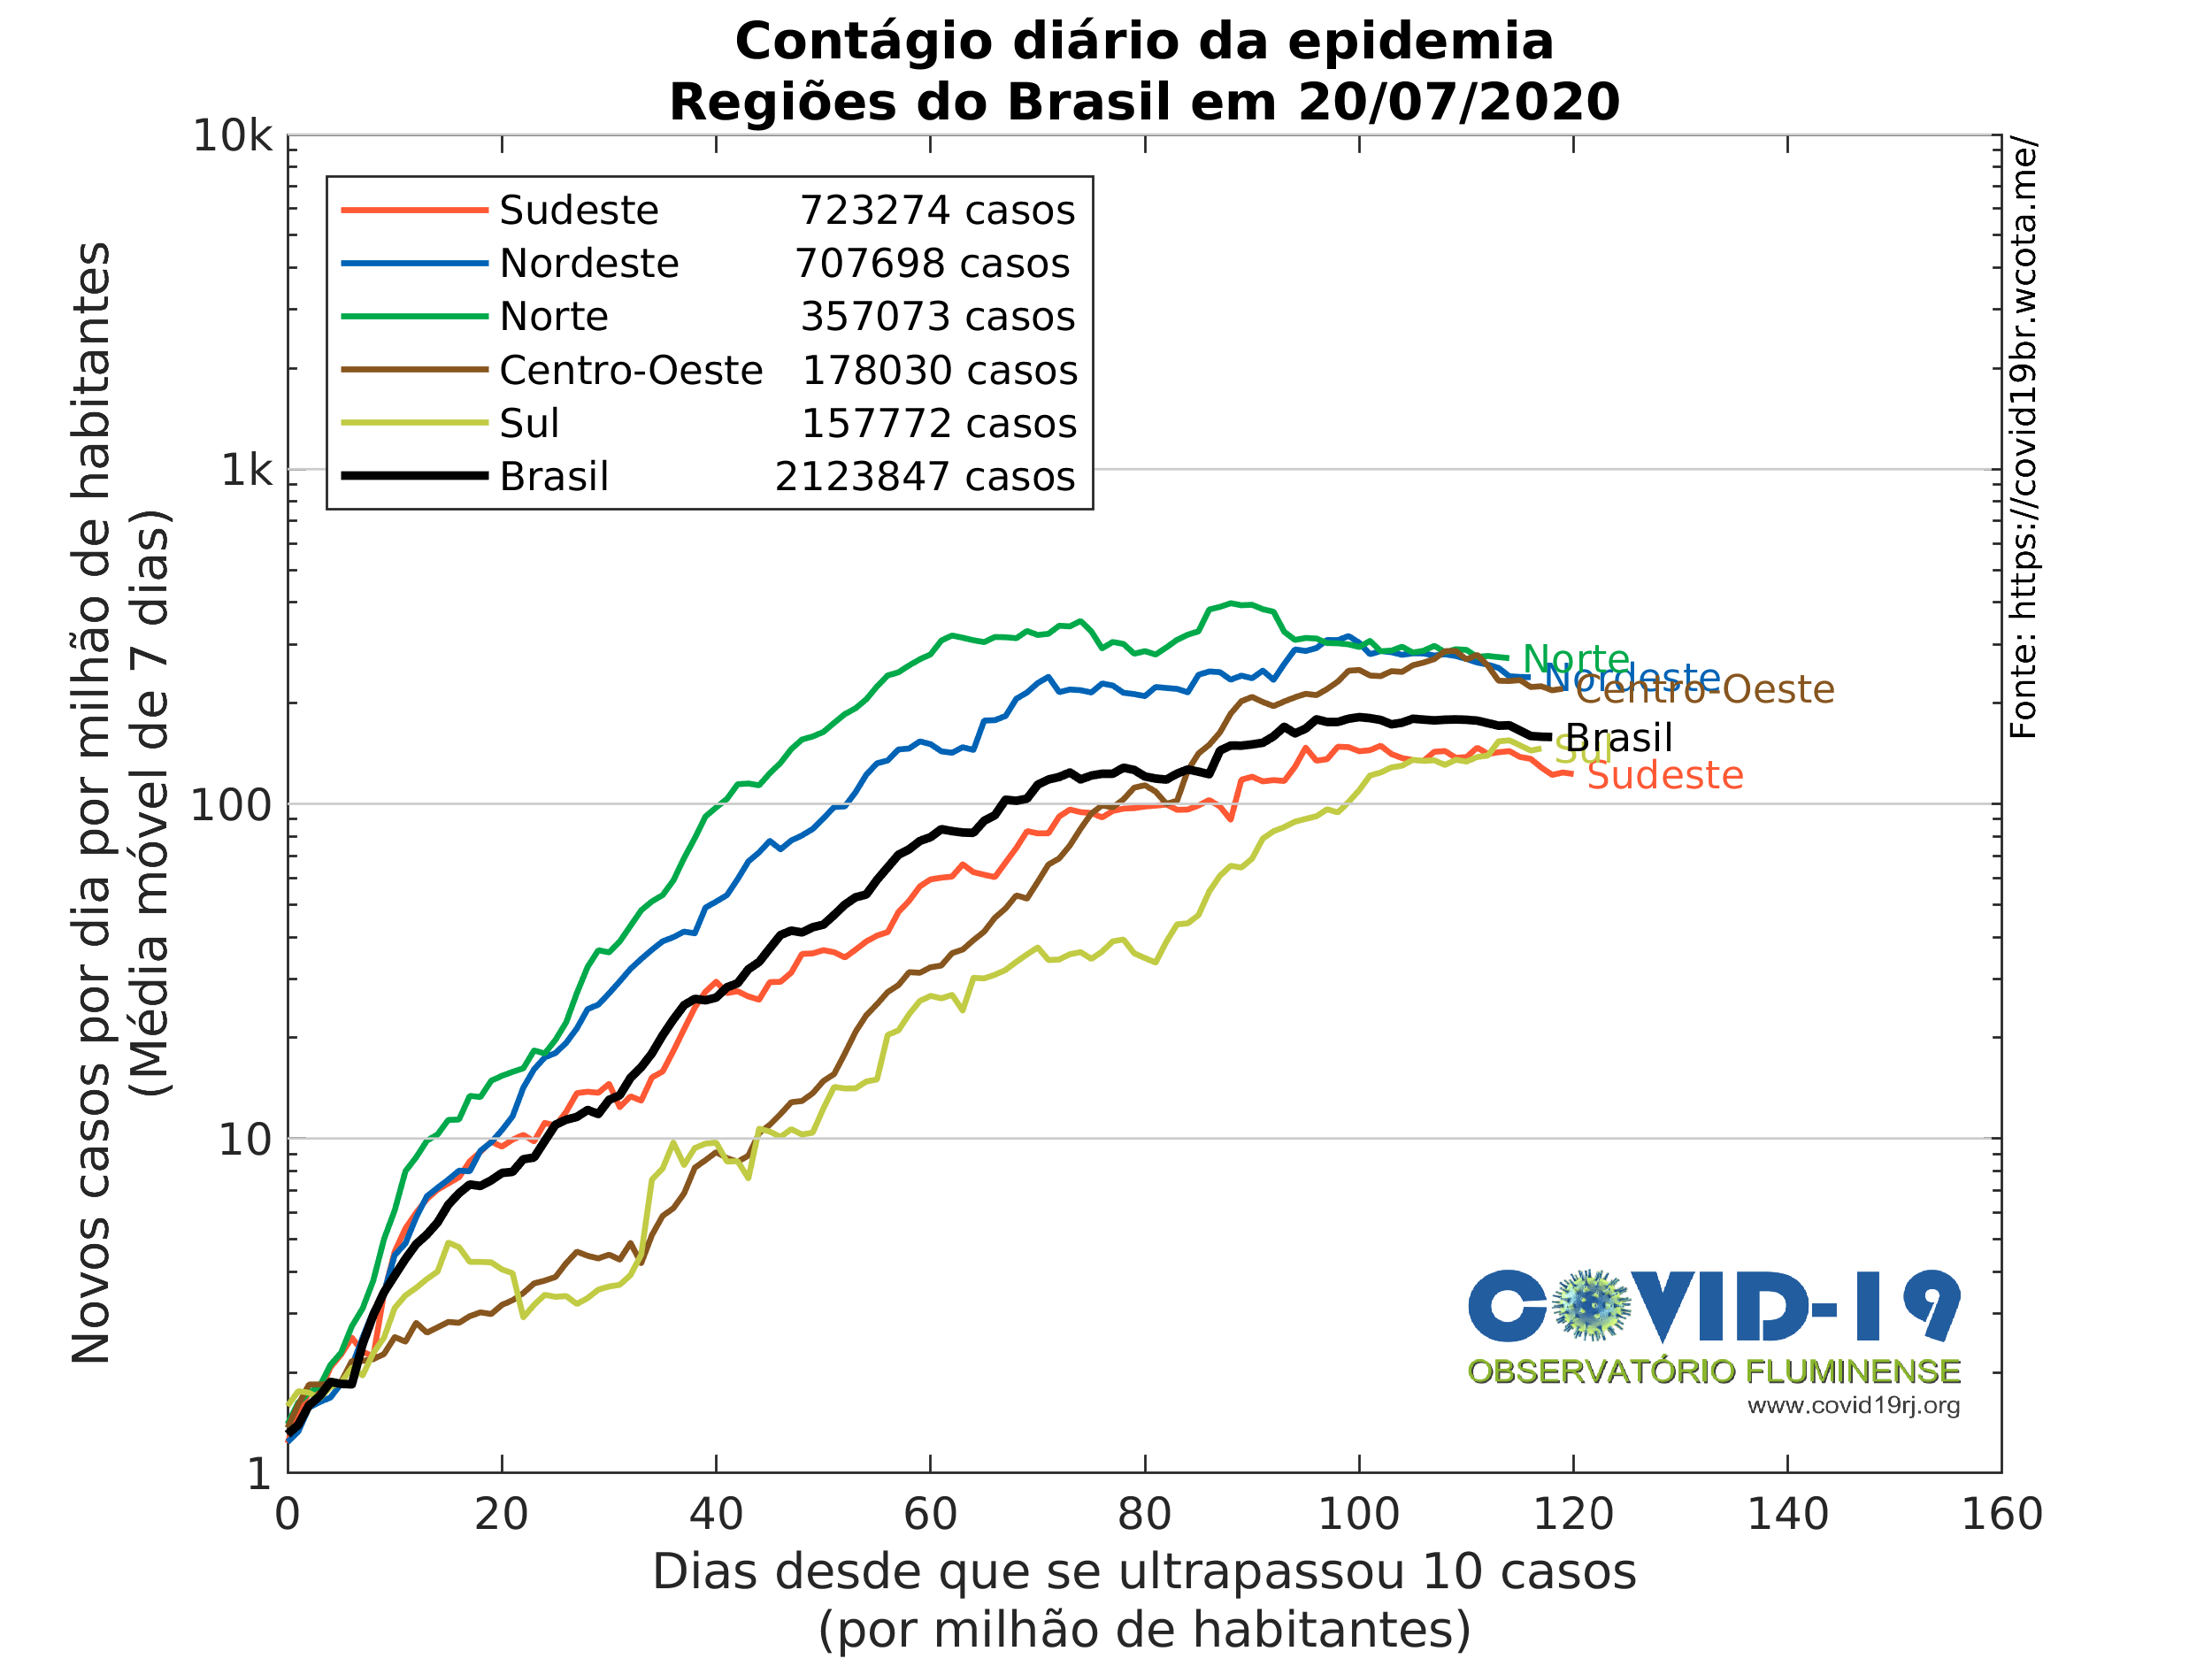 Contágio diário da epidemia
Regiões do Brasil em 20/07/2020
10k
1k
100
10
1
Novos casos por dia por milhão de habitantes
(Média móvel de 7 dias)
Sudeste 723274 casos
Nordeste 707698 casos
Norte 357073 casos
Centro-Oeste 178030 casos
Sul 157772 casos
Brasil 2123847 casos
Fonte: https://covid19br.wcota.me/
Norte
Nordeste
Centro-Oeste
Brasil
Sul
Sudeste
COVID-19
OBSERVATÓRIO FLUMINENSE
www.covid19rj.org
0 20 40 60 80 100 120 140 160
Dias desde que se ultrapassou 10 casos
(por milhão de habitantes)